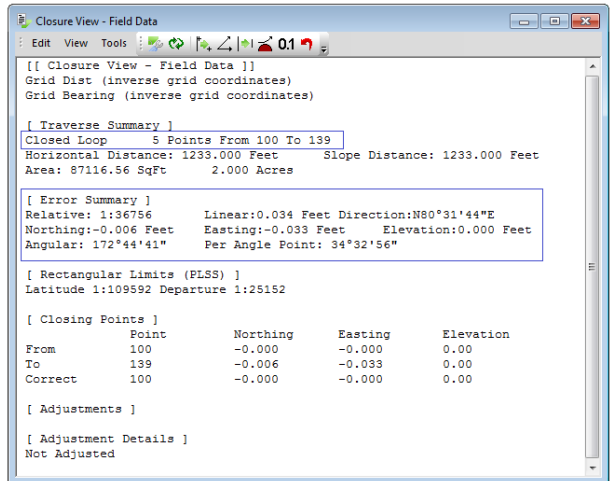 Closure View - Field Data
Edit View Tools 0.1
[[ Closure View - Field Data ]]
Grid Dist (inverse grid coordinates)
Grid Bearing (inverse grid coordinates)
[ Traverse Summary ]
Closed Loop 5 Points From 100 To 139
Horizontal Distance: 1233.000 Feet Slope Distance: 1233.000 Feet
Area: 87116.56 SqFt 2.000 Acres
[ Error Summary ]
Relative: 1:36756 Linear:0.034 Feet Direction:N80°31'44"E
Northing:-0.006 Feet Easting:-0.033 Feet Elevation:0.000 Feet
Angular: 172°44'41" Per Angle Point: 34°32'56"
[ Rectangular Limits (PLSS) ]
Latitude 1:109592 Departure 1:25152
[ Closing Points ]
Point Northing Easting Elevation
From 100 -0.000 -0.000 0.00
To 139 -0.006 -0.033 0.00
Correct 100 -0.000 -0.000 0.00
[ Adjustments ]
[ Adjustment Details ]
Not Adjusted